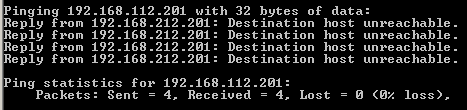 Pinging 192.168.112.201 with 32 bytes of data:
Reply from 192.168.212.201: Destination host unreachable.
Reply from 192.168.212.201: Destination host unreachable.
Reply from 192.168.212.201: Destination host unreachable.
Reply from 192.168.212.201: Destination host unreachable.
Ping statistics for 192.168.112.201:
Packets: Sent = 4, Received = 4, Lost = 0 (0% loss),